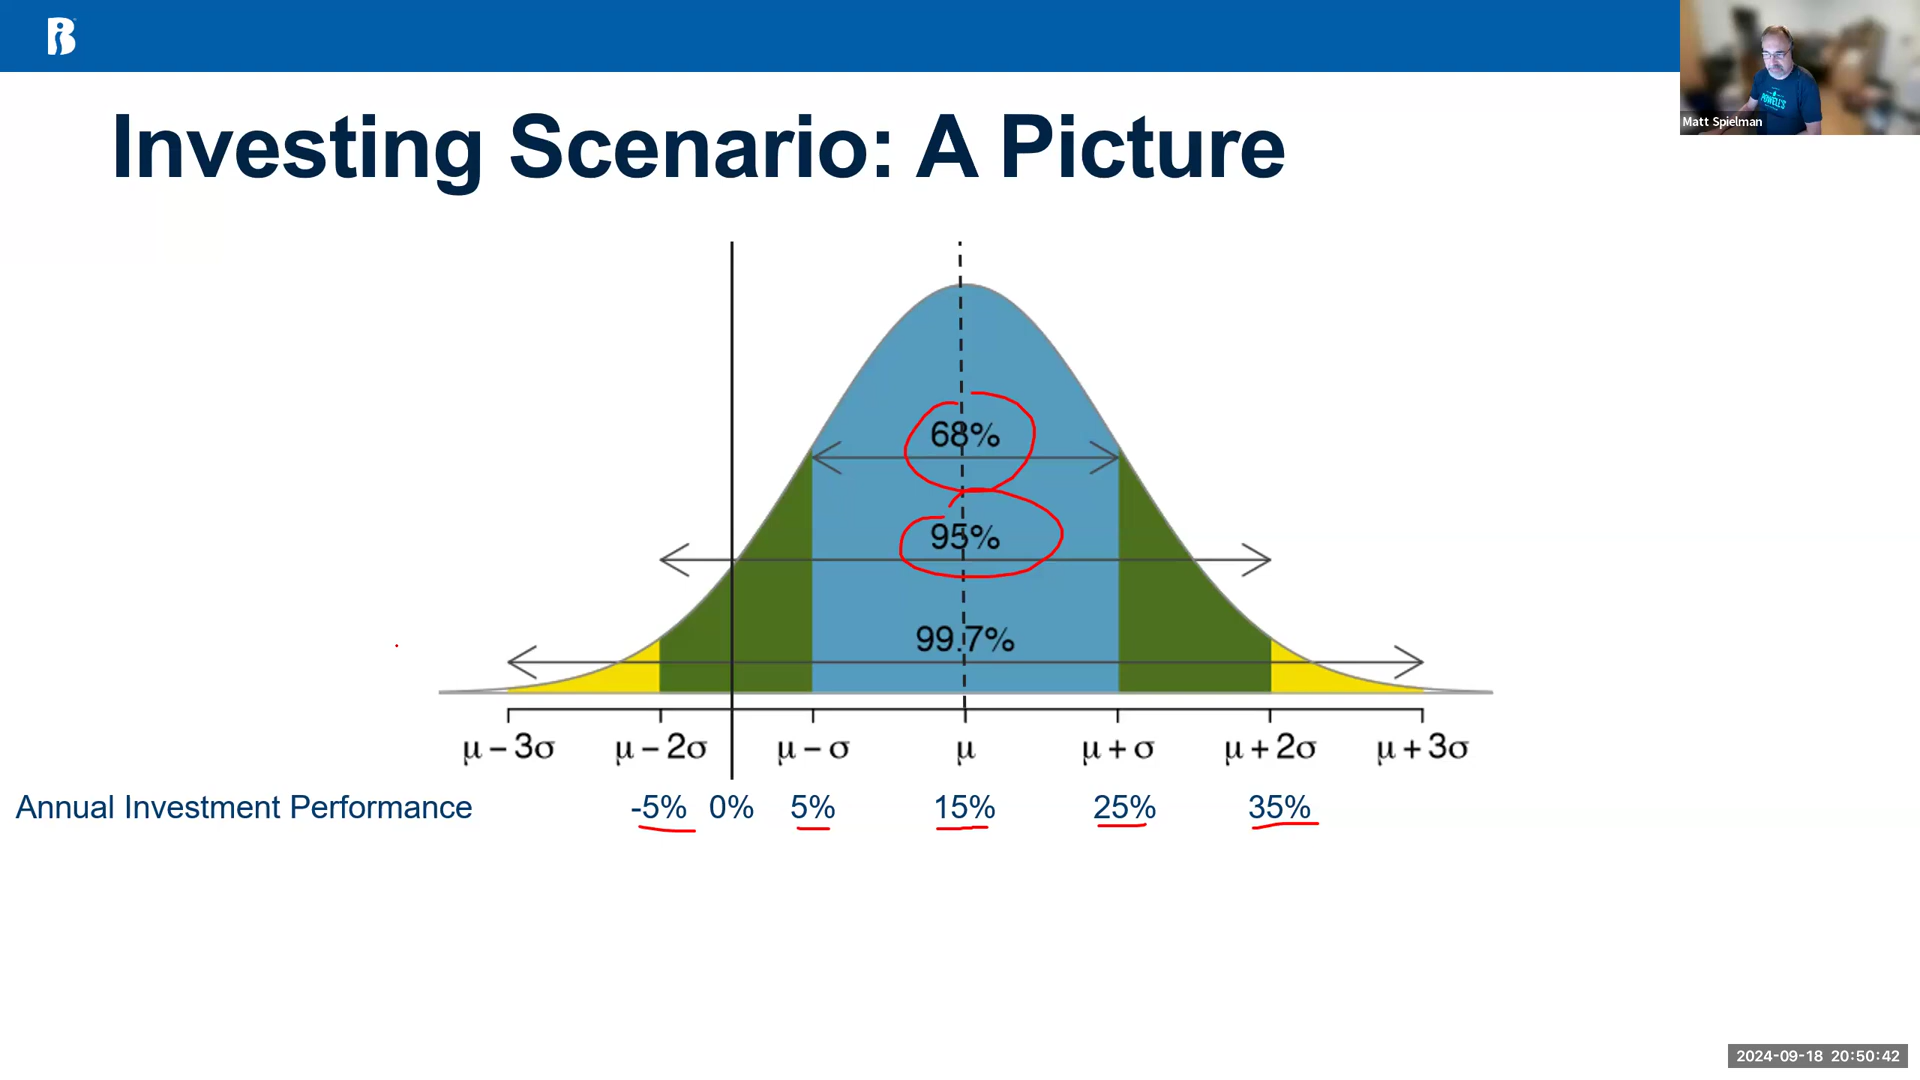 Matt Spielman
Investing Scenario: A Picture
68%
95%
99.7%
μ – 3σ μ – 2σ μ – σ μ μ + σ μ + 2σ μ + 3σ
Annual Investment Performance -5% 0% 5% 15% 25% 35%
2024-09-18 20:50:42